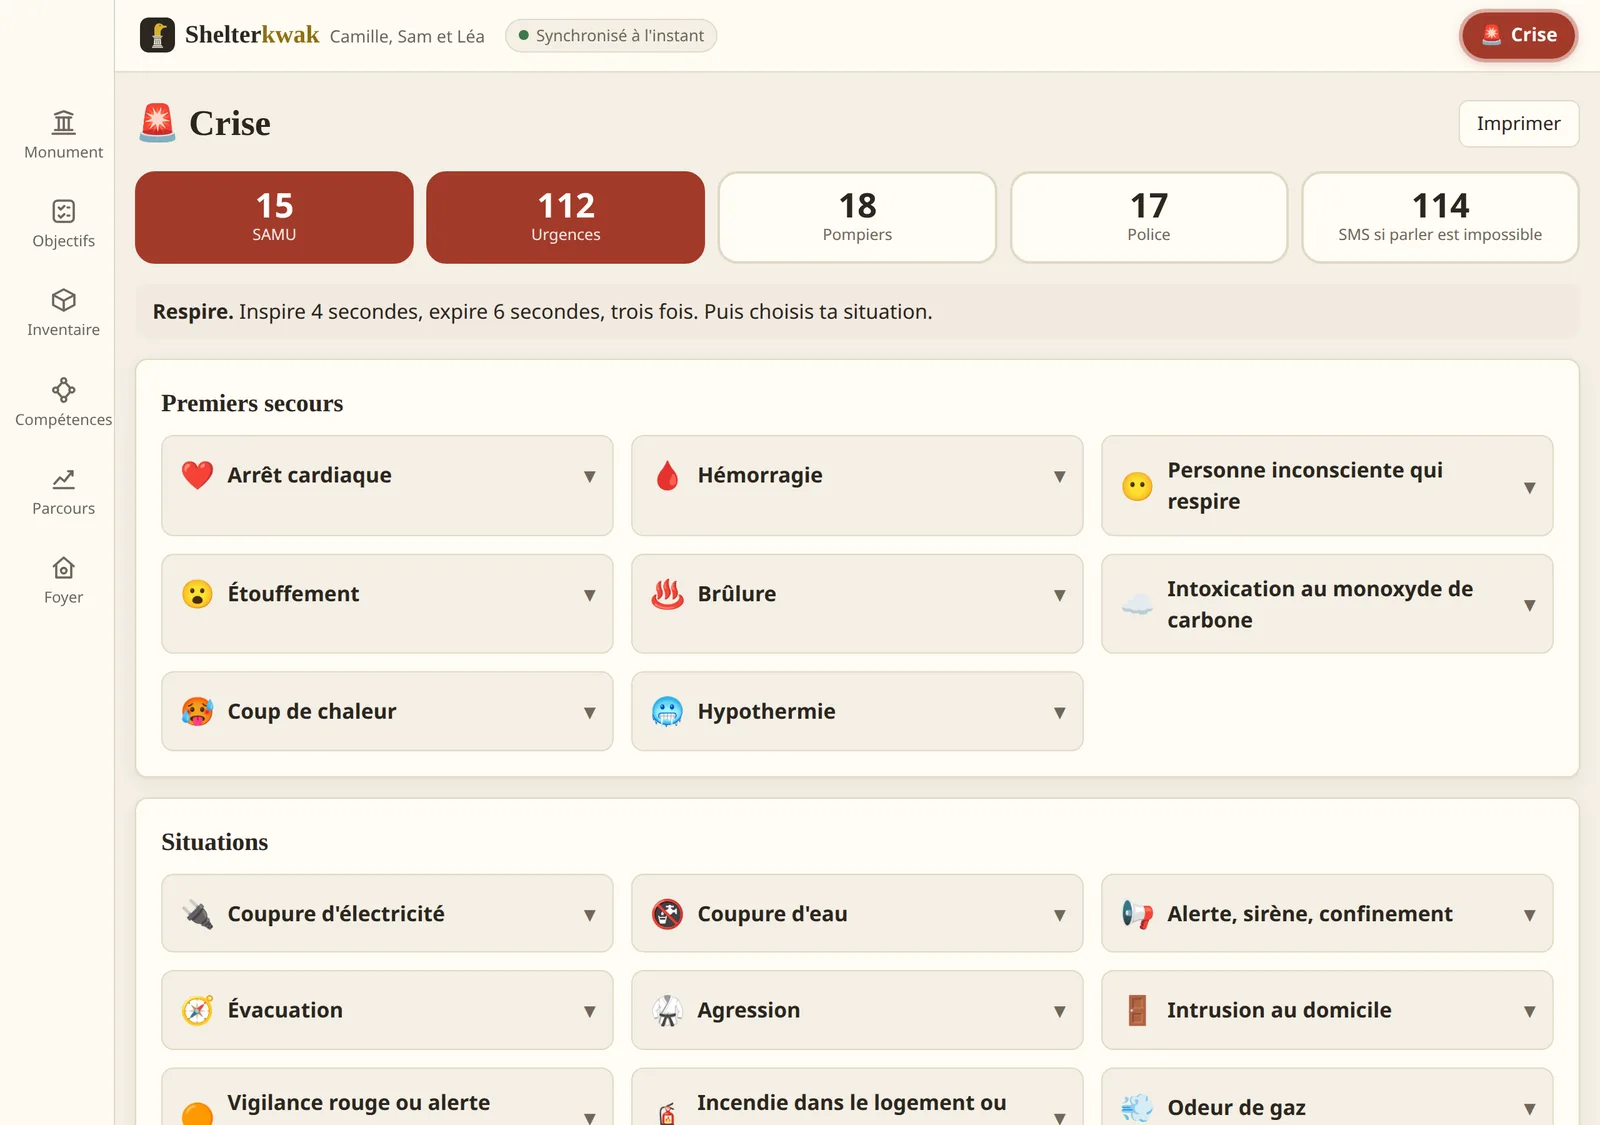 Shelterkwak Camille, Sam et Léa Synchronisé à l'instant
Crise
Monument
Objectifs
Inventaire
Compétences
Parcours
Foyer
Crise
Imprimer
15
SAMU
112
Urgences
18
Pompiers
17
Police
114
SMS si parler est impossible
Respire. Inspire 4 secondes, expire 6 secondes, trois fois. Puis choisis ta situation.
Premiers secours
Arrêt cardiaque
Hémorragie
Personne inconsciente qui
respire
Étouffement
Brûlure
Intoxication au monoxyde de
carbone
Coup de chaleur
Hypothermie
Situations
Coupure d'électricité
Coupure d'eau
Alerte, sirène, confinement
Évacuation
Agression
Intrusion au domicile
Vigilance rouge ou alerte
Incendie dans le logement ou
Odeur de gaz